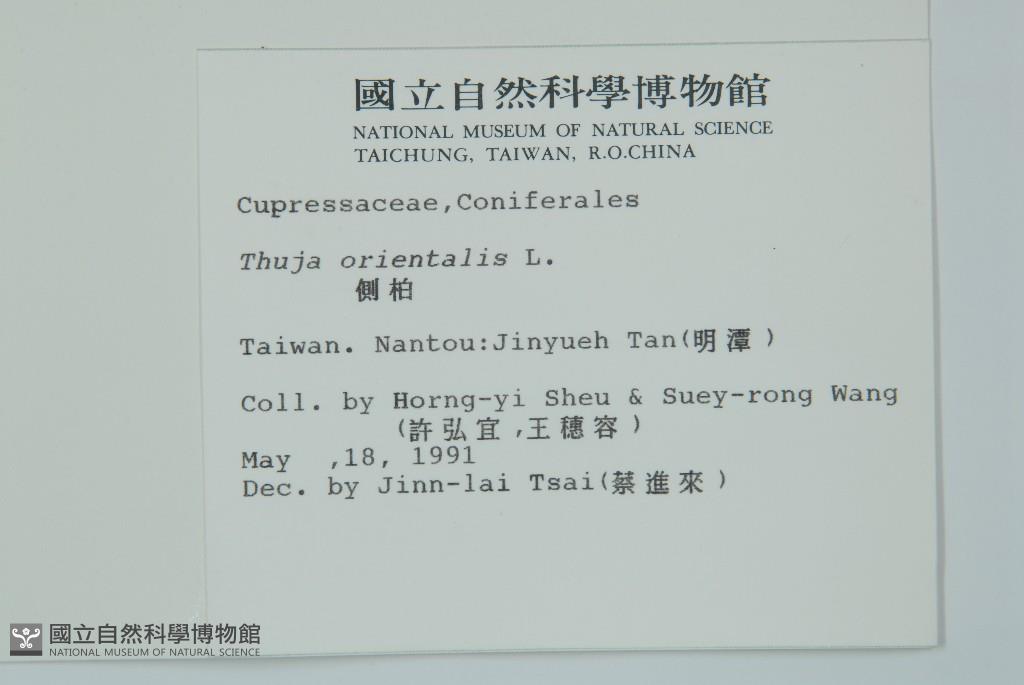 國立自然科學博物館
NATIONAL MUSEUM OF NATURAL SCIENCE
TAICHUNG, TAIWAN, R.O.CHINA
Cupressaceae,Coniferales
Thuja orientalis L.
側柏
Taiwan. Nantou:Jinyueh Tan(明潭)
Coll. by Horng-yi Sheu & Suey-rong Wang
(許弘宜,王穗容)
May ,18, 1991
Dec. by Jinn-lai Tsai(蔡進來)
國立自然科學博物館
NATIONAL MUSEUM OF NATURAL SCIENCE